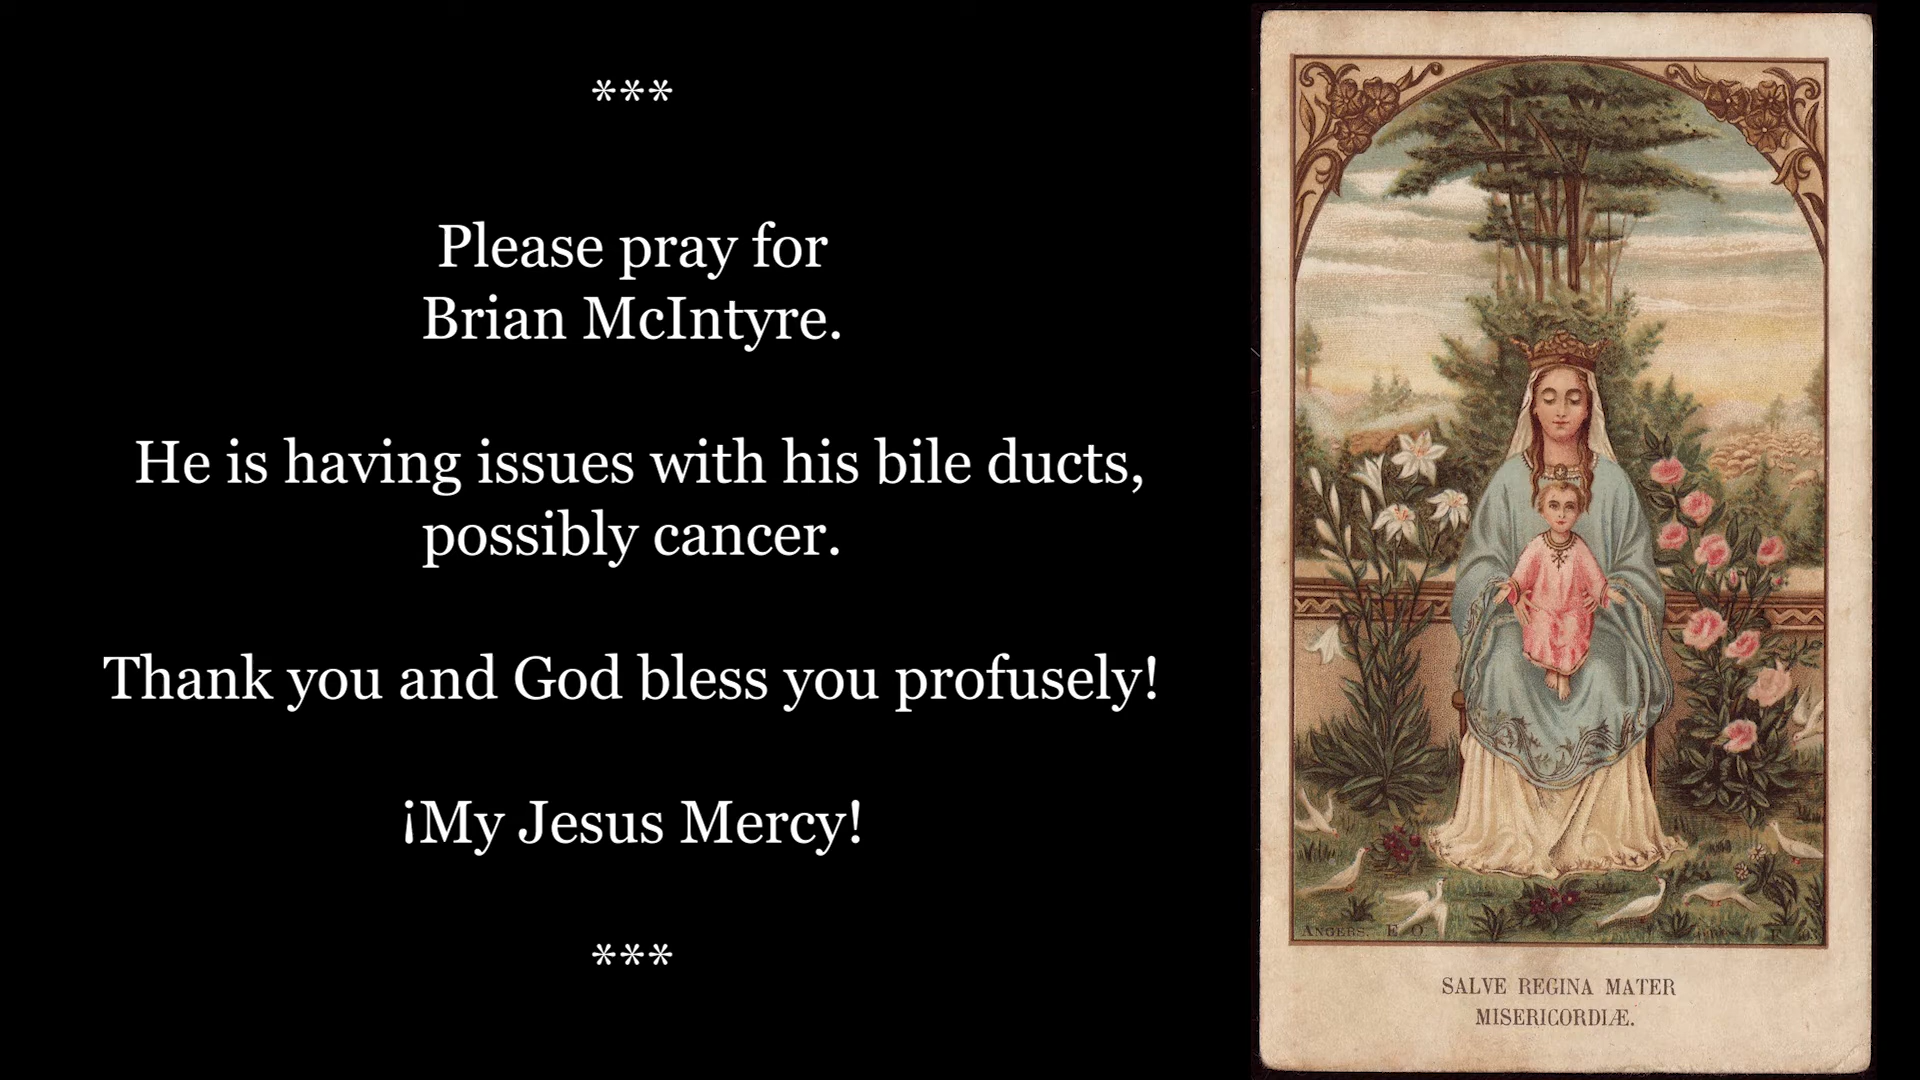 ***
Please pray for
Brian McIntyre.
He is having issues with his bile ducts,
possibly cancer.
Thank you and God bless you profusely!
¡My Jesus Mercy!
***
ANGERS. E O
SALVE REGINA MATER
MISERICORDIÆ.